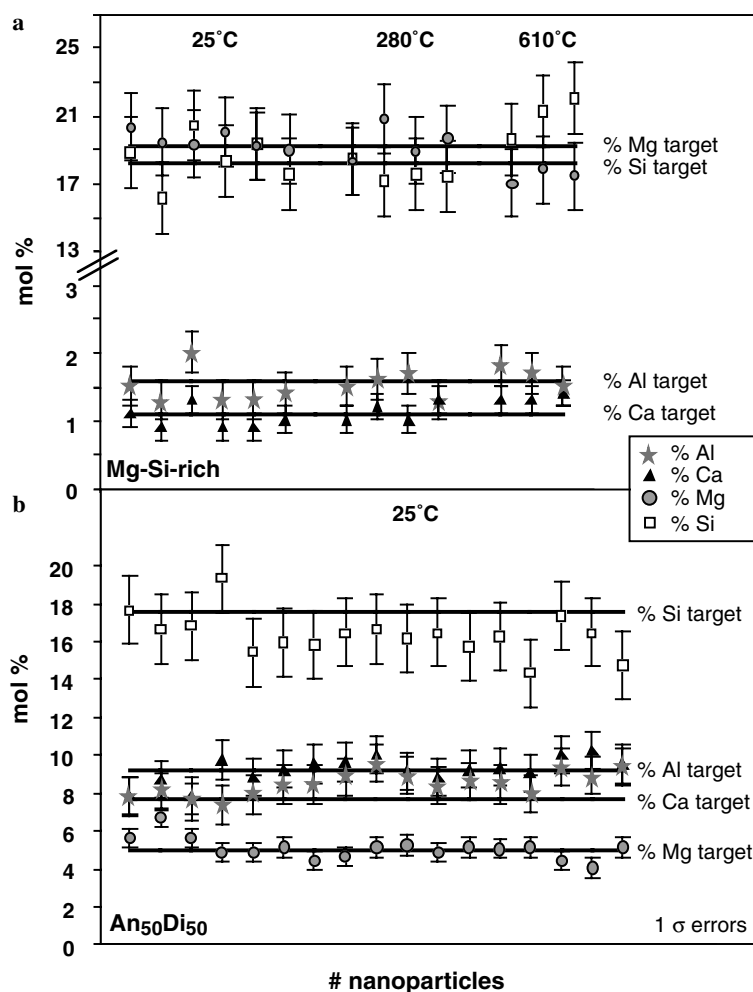 a
25
25˚C
280˚C
610˚C
21
% Mg target
% Si target
17
13
mol %
3
2
% Al target
1
% Ca target
Mg-Si-rich
0
% Al
% Ca
% Mg
% Si
b
25˚C
20
18
% Si target
16
14
mol %
12
10
% Al target
8
% Ca target
6
% Mg target
4
2
An50Di50
1 σ errors
0
# nanoparticles